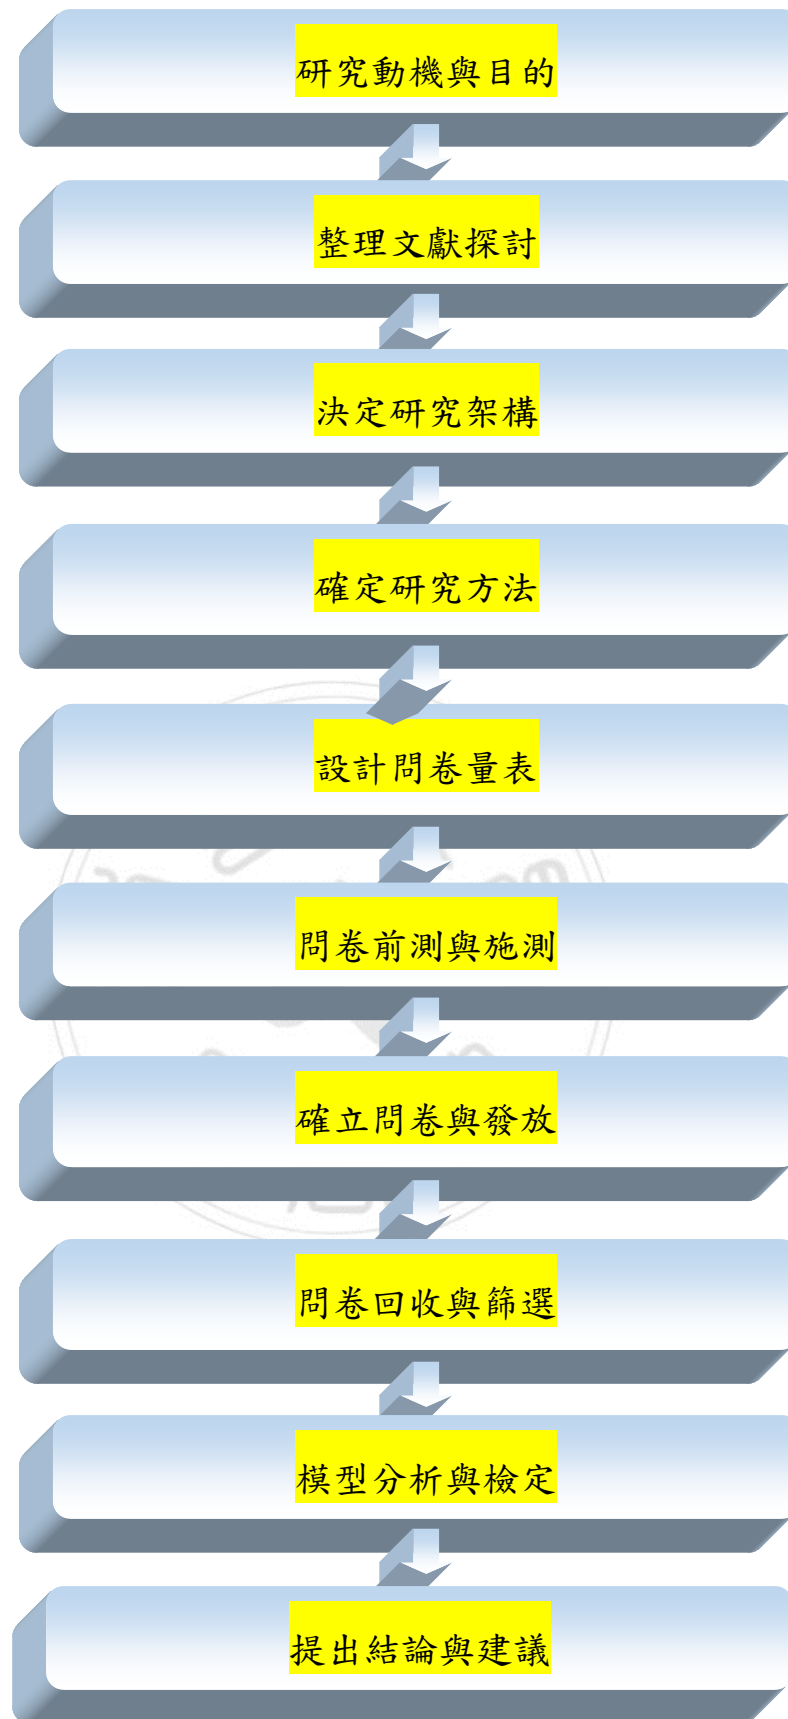 研究動機與目的
整理文獻探討
決定研究架構
確定研究方法
設計問卷量表
問卷前測與施測
確立問卷與發放
問卷回收與篩選
模型分析與檢定
提出結論與建議